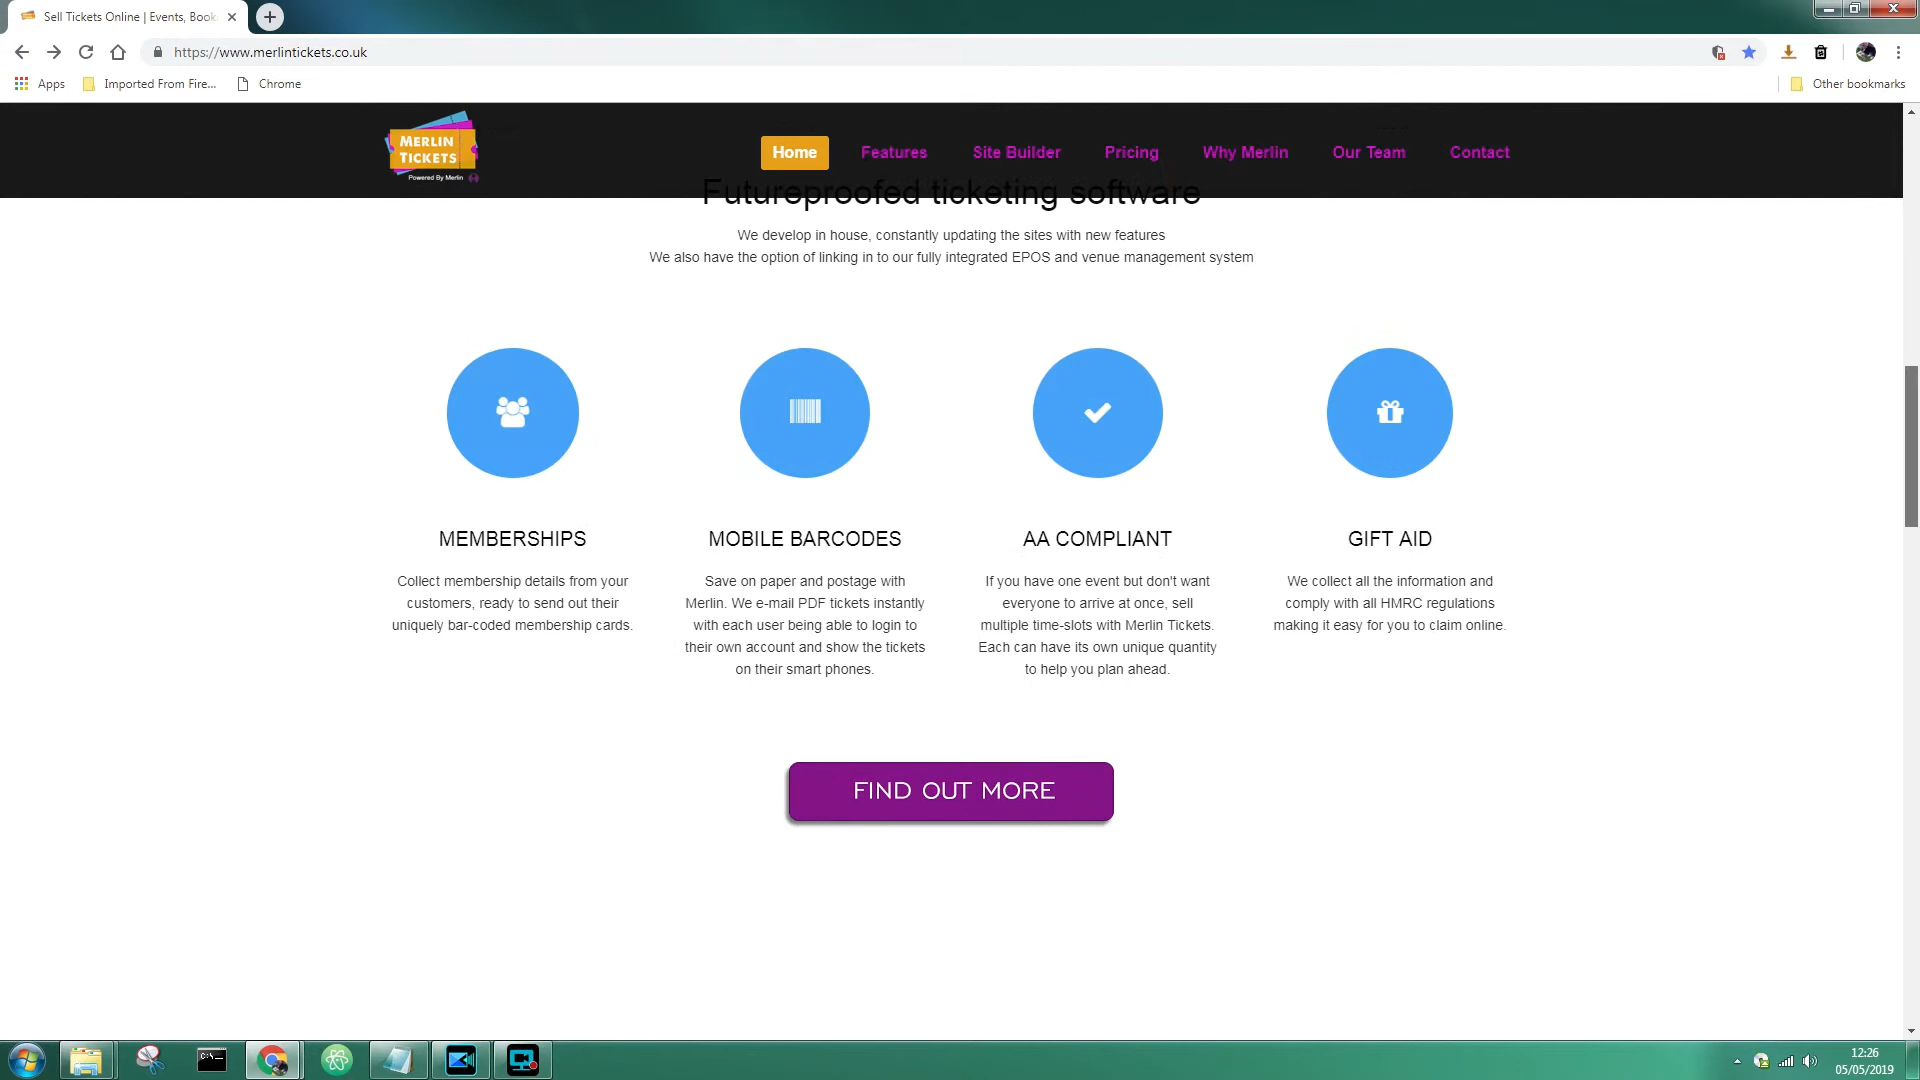 Sell Tickets Online | Events, Book
https://www.merlintickets.co.uk
Apps
Imported From Fire...
Chrome
Other bookmarks
MERLIN
TICKETS
Powered By Merlin
Home
Features
Site Builder
Pricing
Why Merlin
Our Team
Contact
Futureproofed ticketing software
We develop in house, constantly updating the sites with new features
We also have the option of linking in to our fully integrated EPOS and venue management system
MEMBERSHIPS
Collect membership details from your
customers, ready to send out their
uniquely bar-coded membership cards.
MOBILE BARCODES
Save on paper and postage with
Merlin. We e-mail PDF tickets instantly
with each user being able to login to
their own account and show the tickets
on their smart phones.
AA COMPLIANT
If you have one event but don't want
everyone to arrive at once, sell
multiple time-slots with Merlin Tickets.
Each can have its own unique quantity
to help you plan ahead.
GIFT AID
We collect all the information and
comply with all HMRC regulations
making it easy for you to claim online.
FIND OUT MORE
C:\_
12:26
05/05/2019